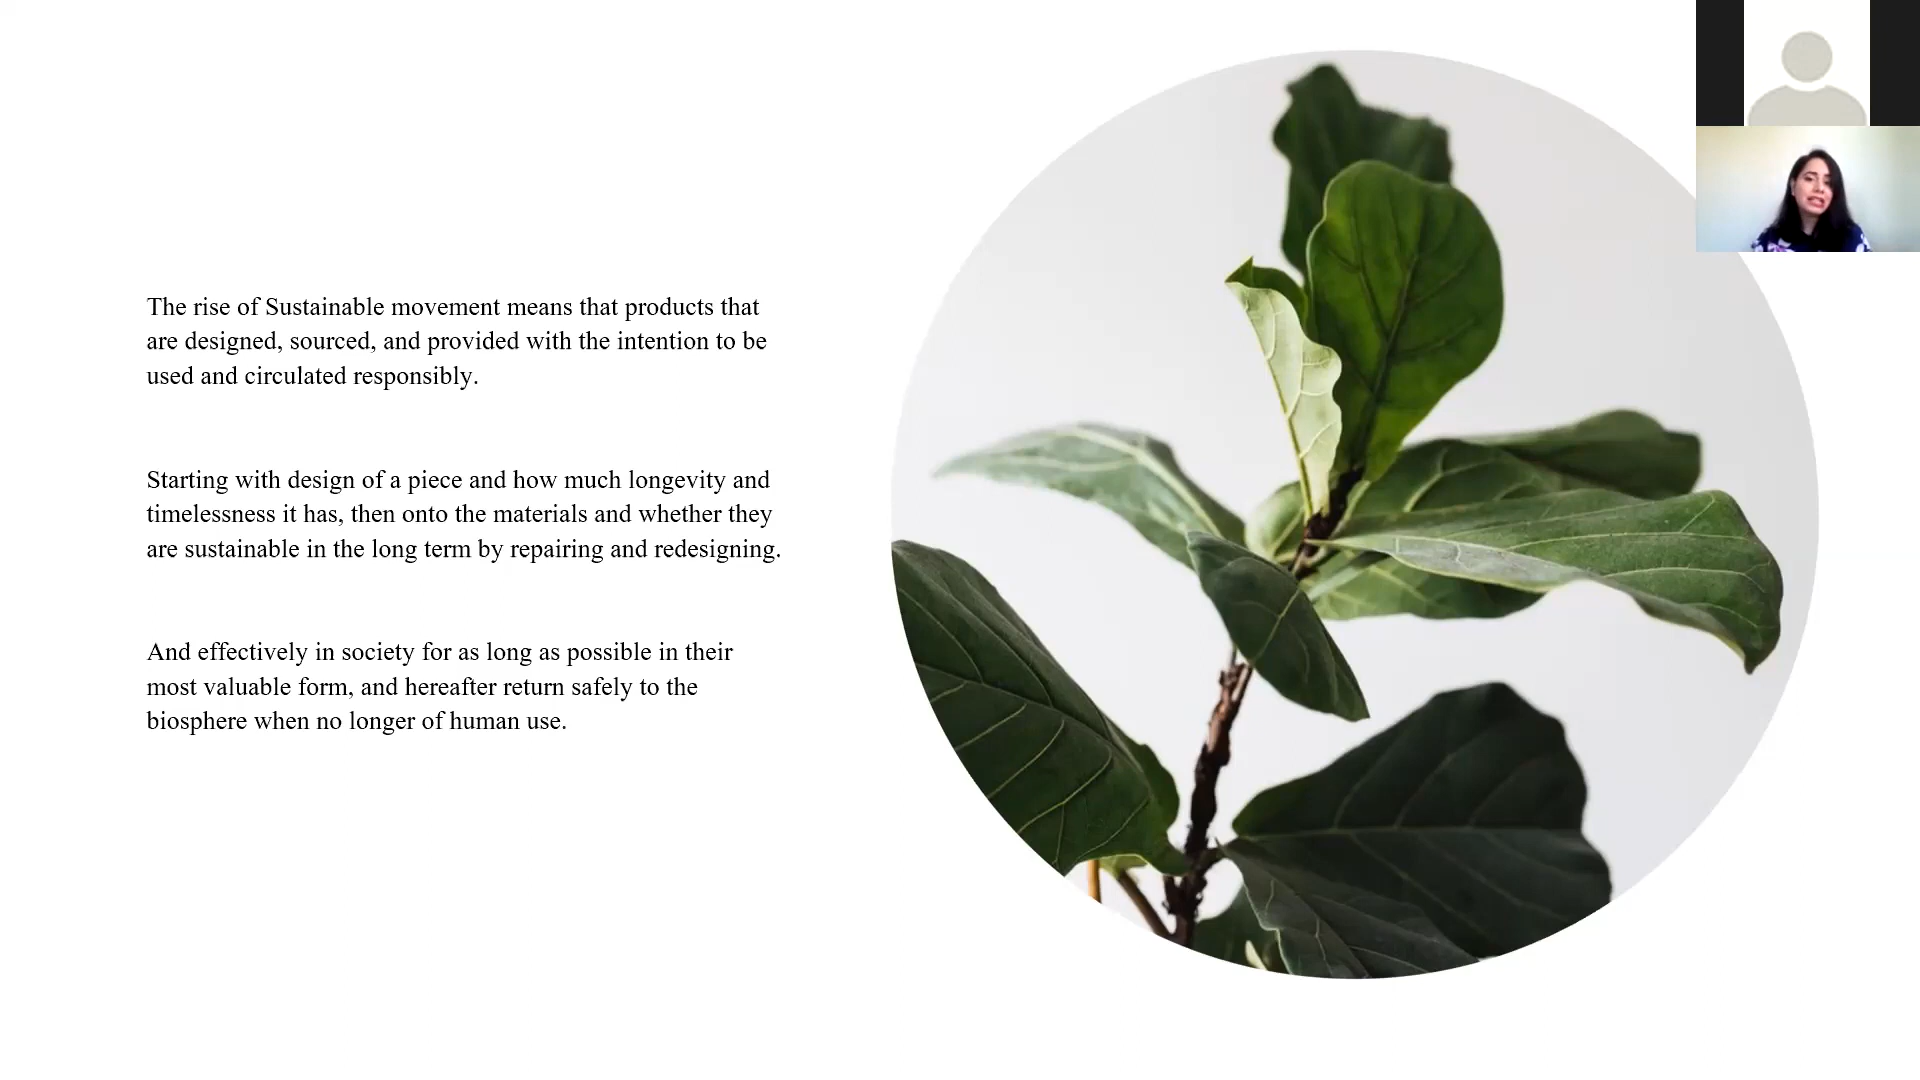 The rise of Sustainable movement means that products that
are designed, sourced, and provided with the intention to be
used and circulated responsibly.
Starting with design of a piece and how much longevity and
timelessness it has, then onto the materials and whether they
are sustainable in the long term by repairing and redesigning.
And effectively in society for as long as possible in their
most valuable form, and hereafter return safely to the
biosphere when no longer of human use.